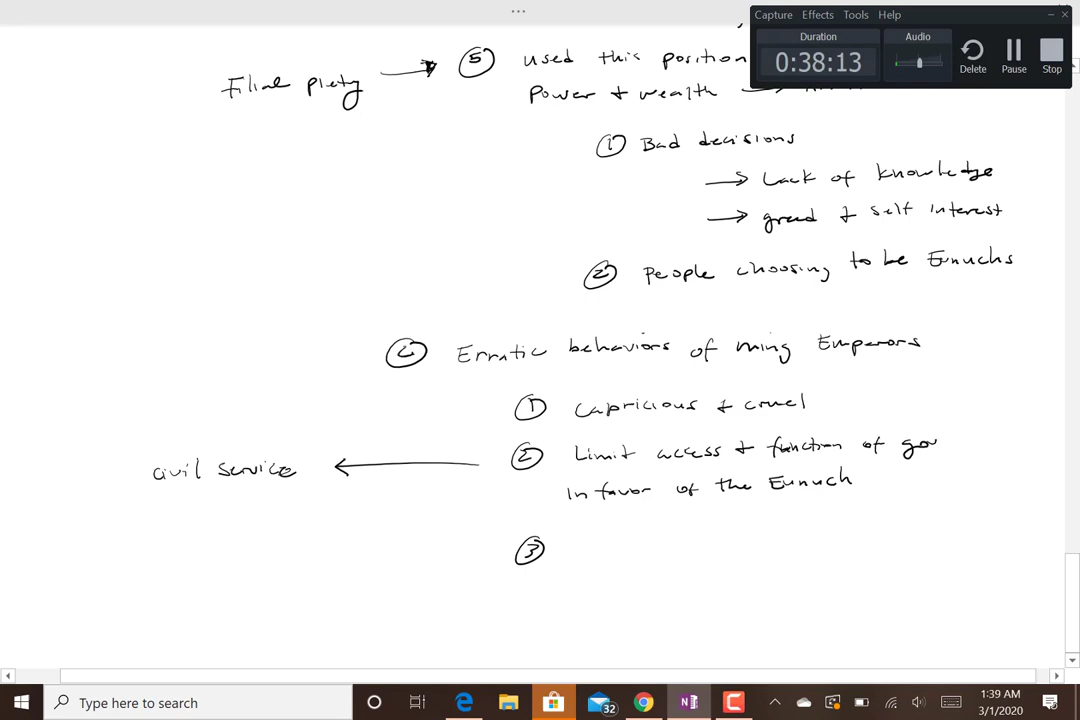 Capture Effects Tools Help
Duration
Audio
0:38:13
Delete
Pause
Stop
Filial piety
⑤ used this position
Power + wealth
① Bad decisions
→ Lack of knowledge
→ greed + self interest
② People choosing to be Eunuchs
Erratic behaviors of ming Emperors
① Capricious + cruel
② Limit access + function of gov
civil service
in favor of the Eunuch
③
Type here to search
32
1:39 AM
3/1/2020